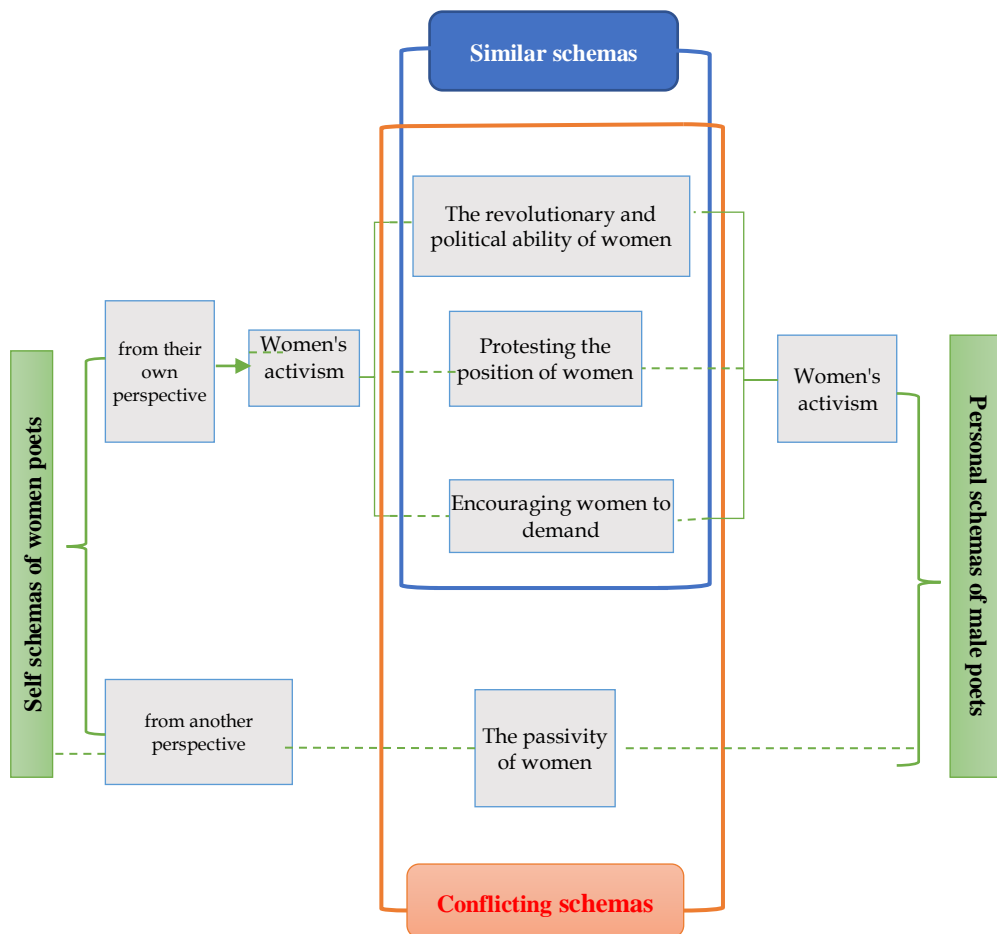 Similar schemas
The revolutionary and
political ability of women
from their
own
perspective
Women's
activism
Protesting the
position of women
Women's
activism
Self schemas of women poets
Personal schemas of male poets
Encouraging women to
demand
from another
perspective
The passivity
of women
Conflicting schemas